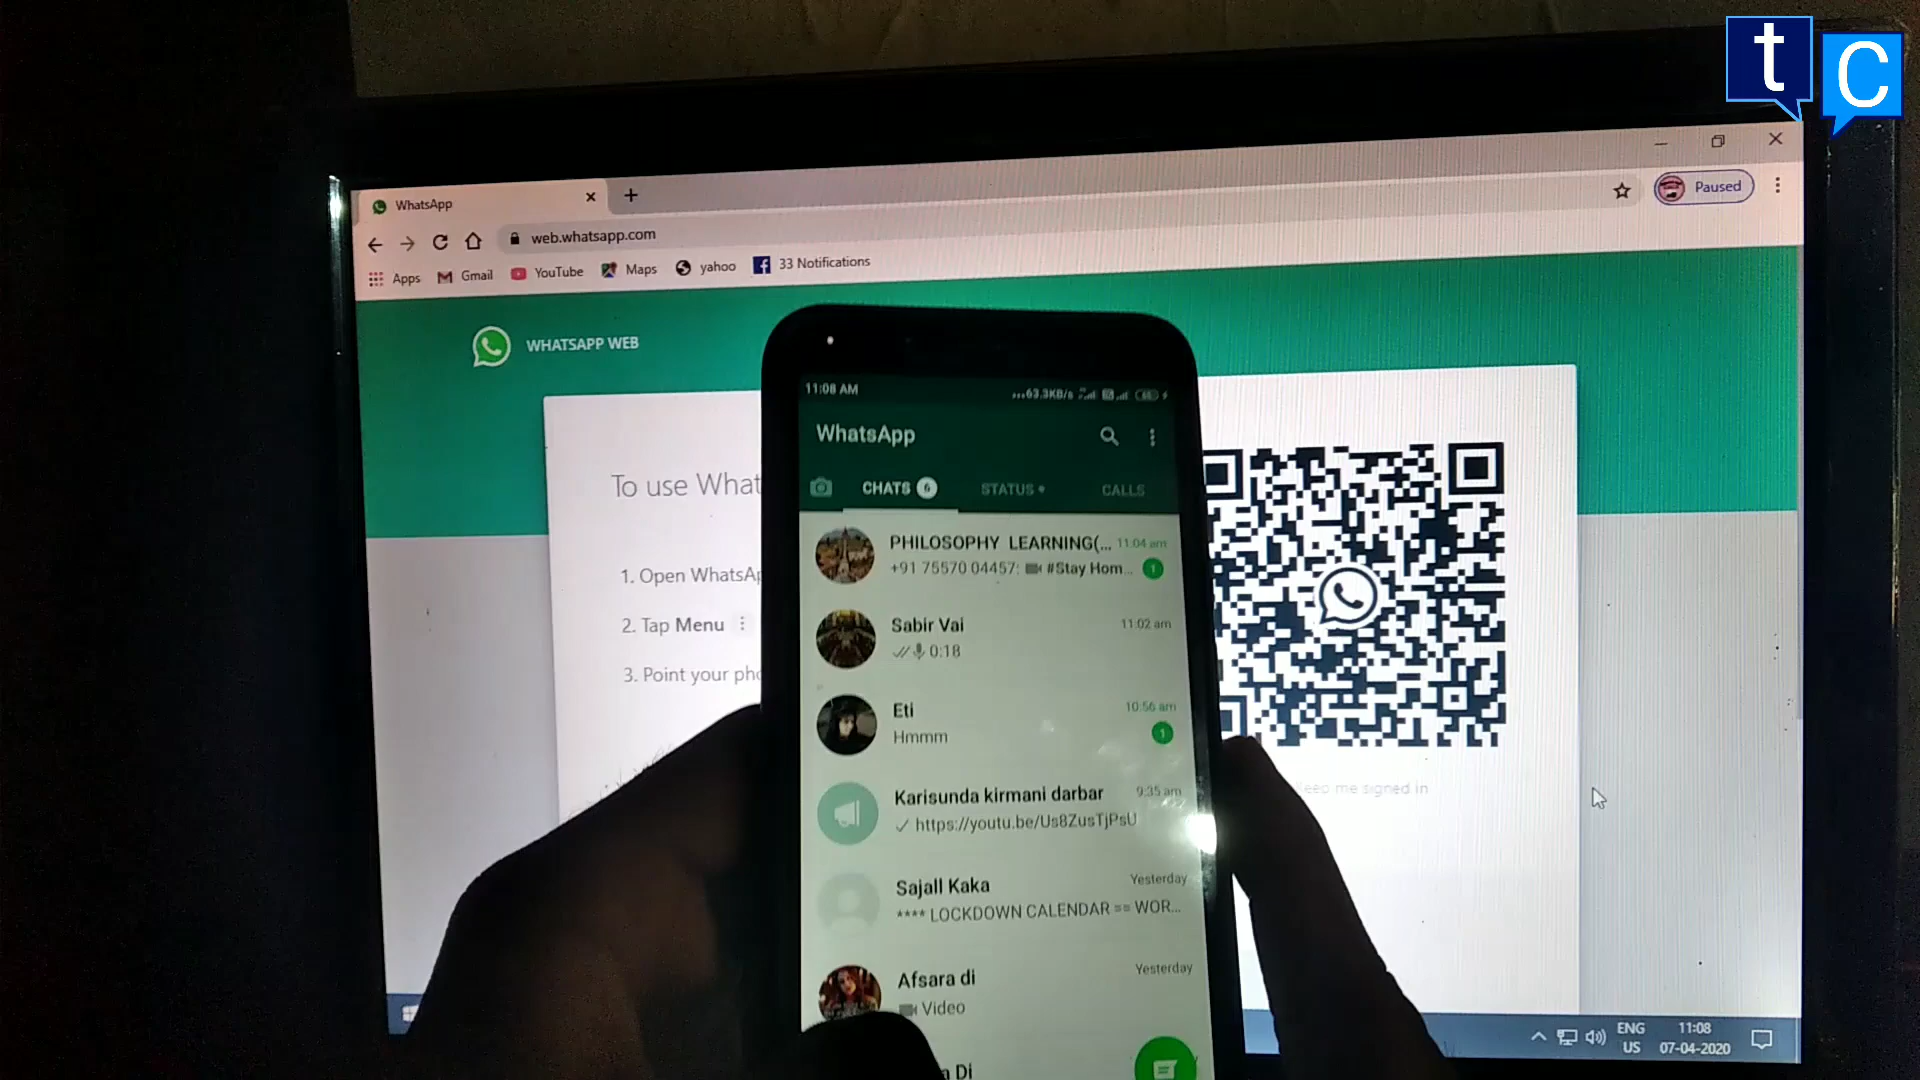 t C
WhatsApp
Paused
web.whatsapp.com
Apps Gmail YouTube Maps yahoo 33 Notifications
WHATSAPP WEB
To use What
1. Open WhatsAp
2. Tap Menu
3. Point your pho
eep me signed in
11:08 AM
63.3KB/s
WhatsApp
CHATS 6 STATUS CALLS
PHILOSOPHY LEARNING(... 11:04 am
+91 75570 04457: #Stay Hom... 1
Sabir Vai 11:02 am
0:18
Eti 10:56 am
Hmmm 1
Karisunda kirmani darbar 9:35 am
https://youtu.be/Us8ZusTjPsU
Sajall Kaka Yesterday
**** LOCKDOWN CALENDAR == WOR...
Afsara di Yesterday
Video
a Di
ENG 11:08
US 07-04-2020